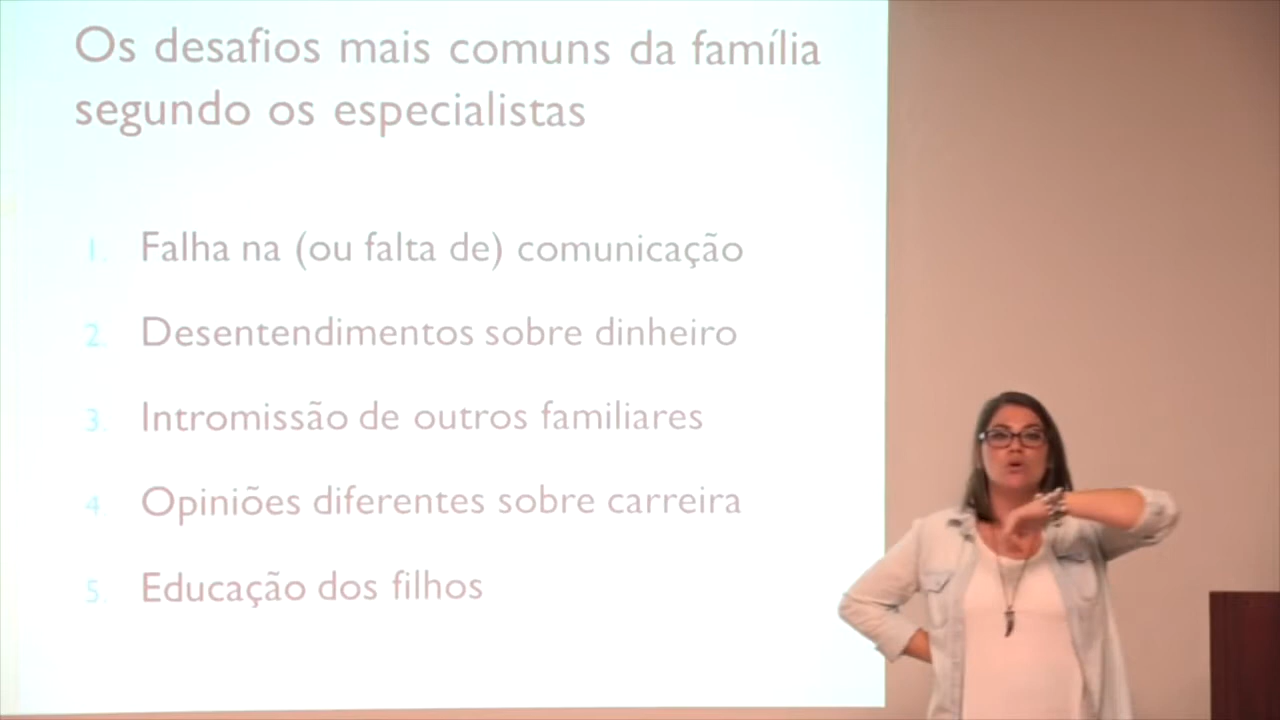 Os desafios mais comuns da família
segundo os especialistas
1. Falha na (ou falta de) comunicação
2. Desentendimentos sobre dinheiro
3. Intromissão de outros familiares
4. Opiniões diferentes sobre carreira
5. Educação dos filhos